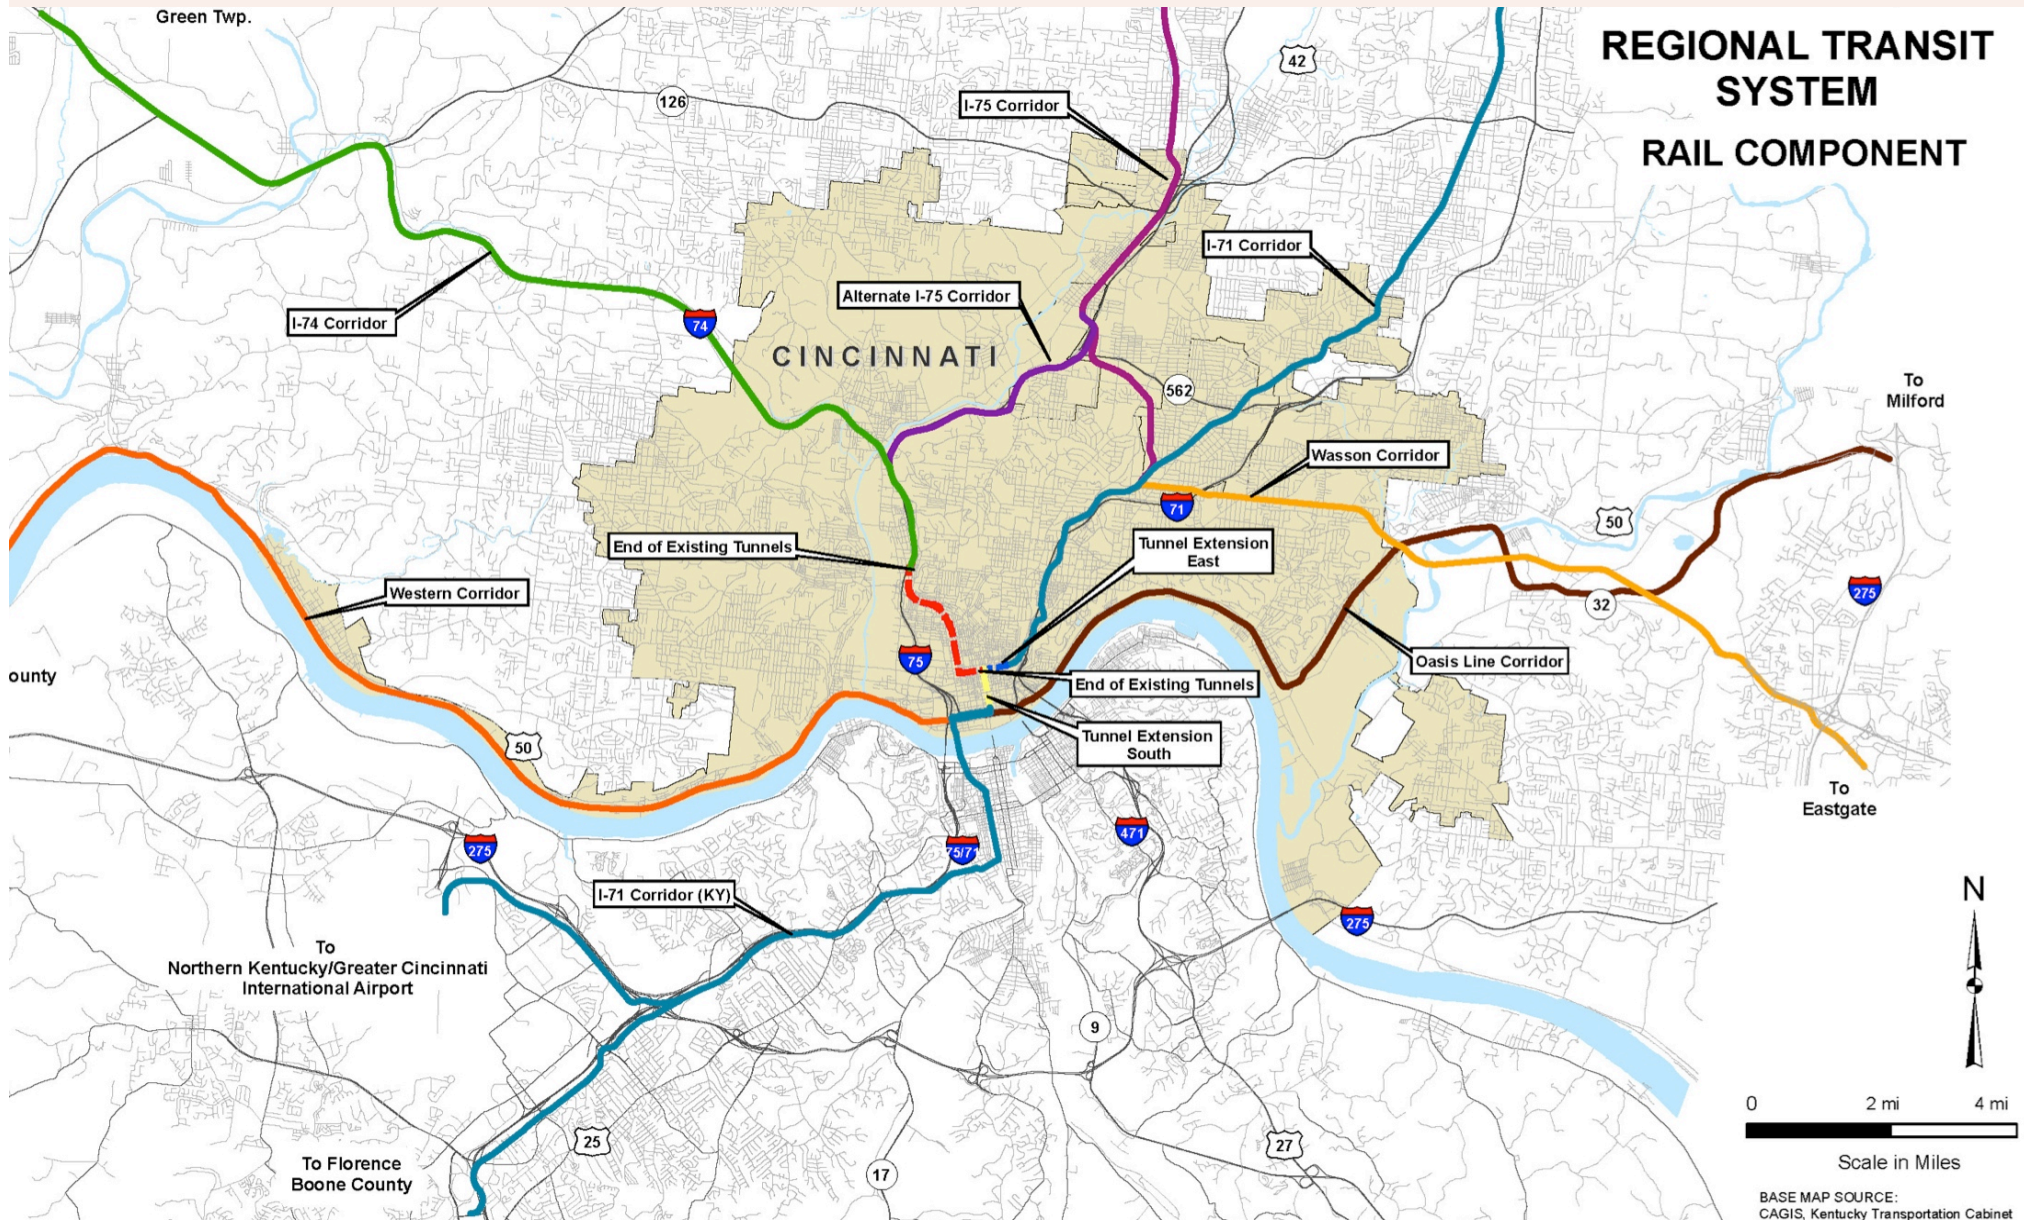 Green Twp.
REGIONAL TRANSIT
SYSTEM
RAIL COMPONENT
42
126
I-75 Corridor
I-71 Corridor
Alternate I-75 Corridor
I-74 Corridor
74
CINCINNATI
562
To
Milford
Wasson Corridor
71
50
End of Existing Tunnels
Tunnel Extension
East
Western Corridor
275
32
75
Oasis Line Corridor
ounty
End of Existing Tunnels
50
Tunnel Extension
South
To
Eastgate
275
75/71
471
I-71 Corridor (KY)
N
275
To
Northern Kentucky/Greater Cincinnati
International Airport
9
0 2 mi 4 mi
25
27
To Florence
Boone County
17
Scale in Miles
BASE MAP SOURCE:
CAGIS, Kentucky Transportation Cabinet